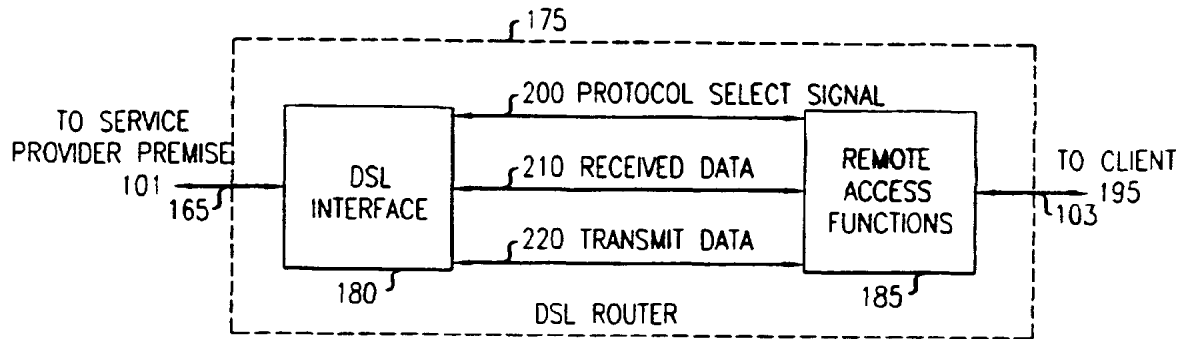 175
200 PROTOCOL SELECT SIGNAL
TO SERVICE
PROVIDER PREMISE
101
165
DSL
INTERFACE
210 RECEIVED DATA
REMOTE
ACCESS
FUNCTIONS
TO CLIENT
195
103
220 TRANSMIT DATA
180
185
DSL ROUTER